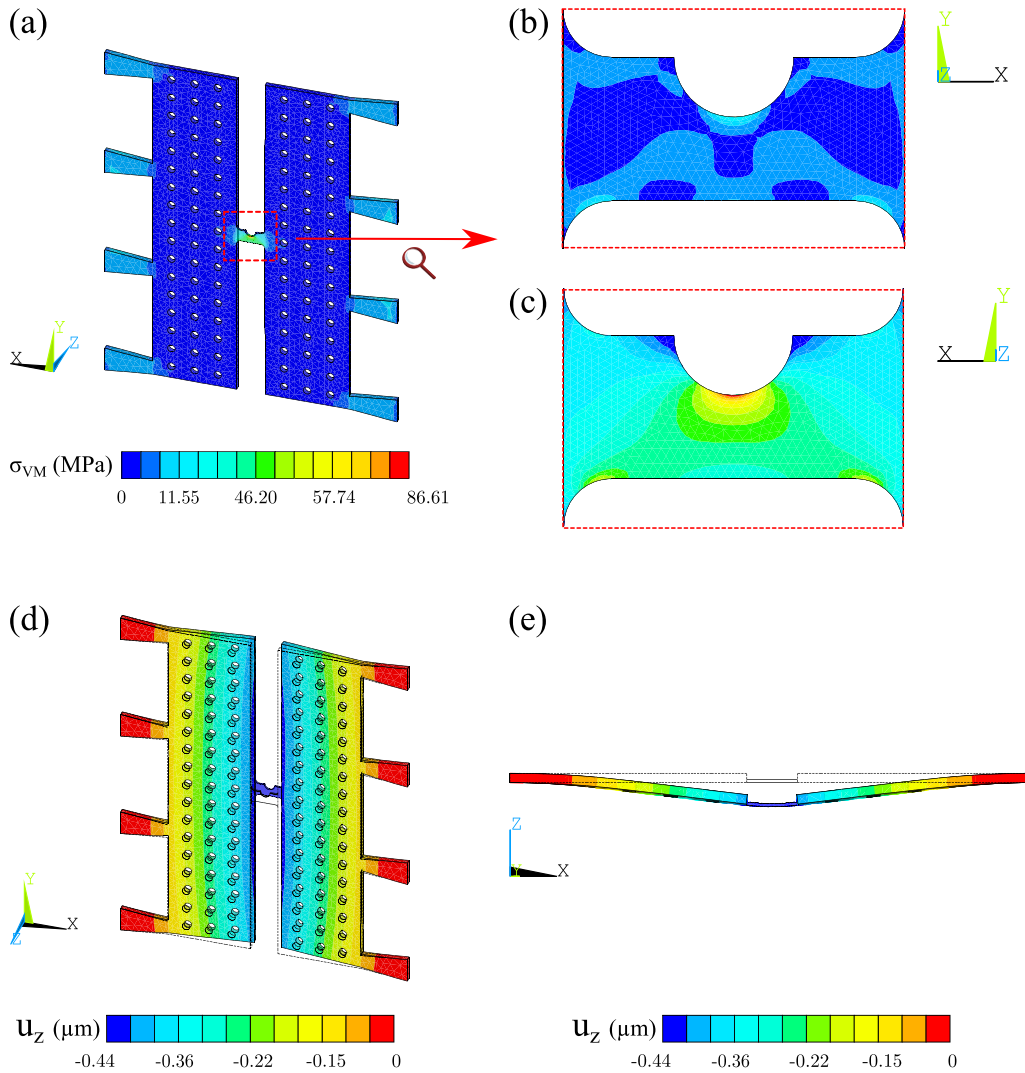 (a)
(b)
Y
Z
X
(c)
Y
X
Z
Y
Z
X
σVM (MPa)
0
11.55
46.20
57.74
86.61
(d)
(e)
Y
X
Z
Z
Y
X
uz (µm)
-0.44
-0.36
-0.22
-0.15
0
uz (µm)
-0.44
-0.36
-0.22
-0.15
0